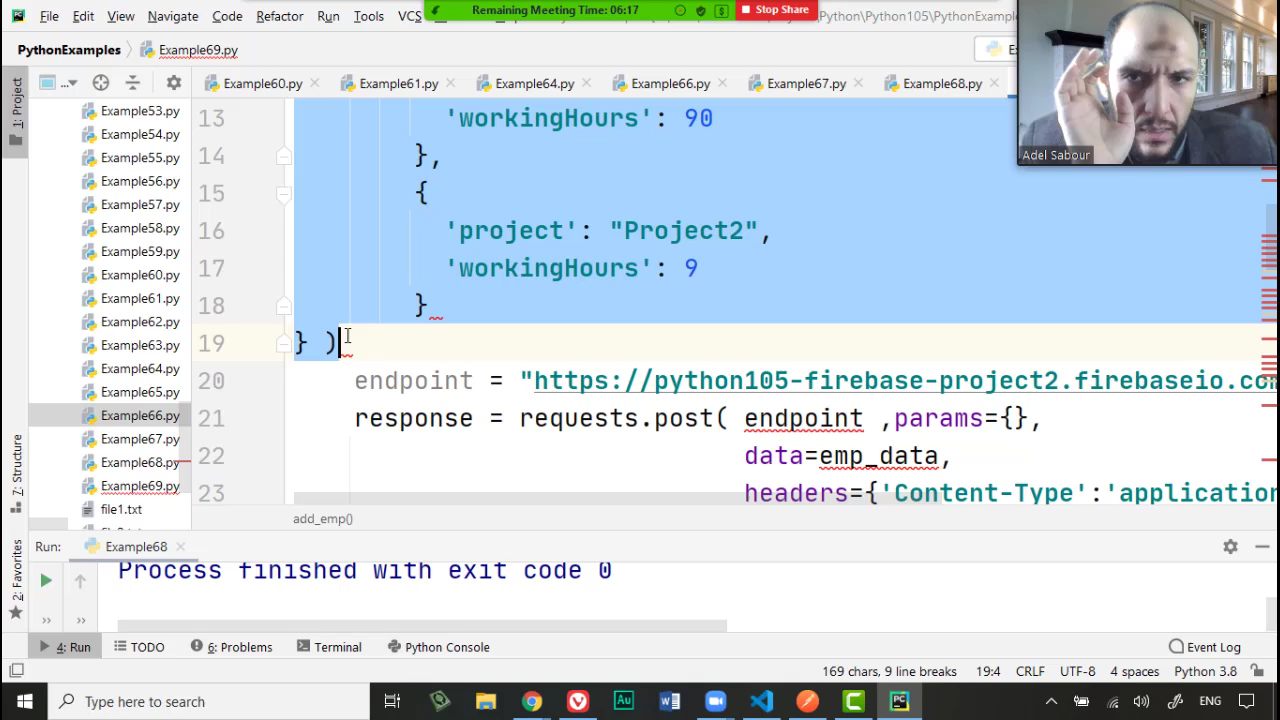 Remaining Meeting Time: 06:17
Stop Share
File Edit View Navigate Code Refactor Run Tools VCS
\Python\Python105\PythonExamp
PythonExamples
Example69.py
Example60.py
Example61.py
Example64.py
Example66.py
Example67.py
Example68.py
1: Project
7: Structure
2: Favorites
Example53.py
Example54.py
Example55.py
Example56.py
Example57.py
Example58.py
Example59.py
Example60.py
Example61.py
Example62.py
Example63.py
Example64.py
Example65.py
Example66.py
Example67.py
Example68.py
Example69.py
file1.txt
Adel Sabour
13 'workingHours': 90
14 },
15 {
16 'project': "Project2",
17 'workingHours': 9
18 }
19 } )
20 endpoint = "https://python105-firebase-project2.firebaseio.co
21 response = requests.post( endpoint ,params={},
22 data=emp_data,
23 headers={'Content-Type':'application
add_emp()
Run: Example68
Process finished with exit code 0
4: Run TODO 6: Problems Terminal Python Console Event Log
169 chars, 9 line breaks 19:4 CRLF UTF-8 4 spaces Python 3.8
Type here to search
ENG